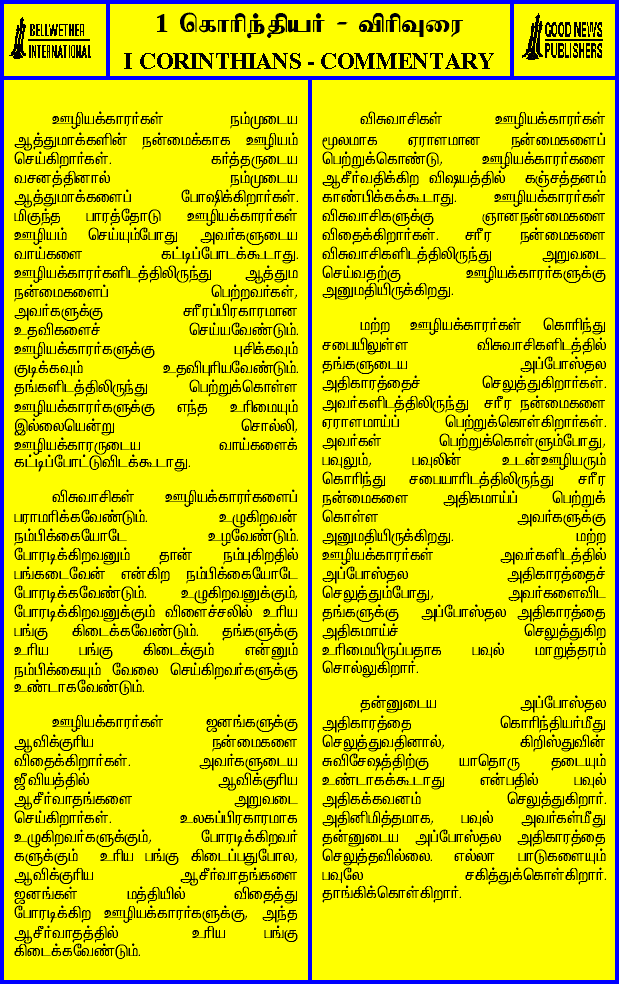 BELLWETHER
INTERNATIONAL
1 கொரிந்தியர் - விரிவுரை
I CORINTHIANS - COMMENTARY
GOOD NEWS
PUBLISHERS
ஊழியக்காரர்கள் நம்முடைய
ஆத்துமாக்களின் நன்மைக்காக ஊழியம்
செய்கிறார்கள். கர்த்தருடைய
வசனத்தினால் நம்முடைய
ஆத்துமாக்களைப் போஷிக்கிறார்கள்.
மிகுந்த பாரத்தோடு ஊழியக்காரர்கள்
ஊழியம் செய்யும்போது அவர்களுடைய
வாய்களை கட்டிப்போடக்கூடாது.
ஊழியக்காரர்களிடத்திலிருந்து ஆத்தும
நன்மைகளைப் பெற்றவர்கள்,
அவர்களுக்கு சரீரப்பிரகாரமான
உதவிகளைச் செய்யவேண்டும்.
ஊழியக்காரர்களுக்கு புசிக்கவும்
குடிக்கவும் உதவிபுரியவேண்டும்.
தங்களிடத்திலிருந்து பெற்றுக்கொள்ள
ஊழியக்காரர்களுக்கு எந்த உரிமையும்
இல்லையென்று சொல்லி,
ஊழியக்காரருடைய வாய்களைக்
கட்டிப்போட்டுவிடக்கூடாது.
விசுவாசிகள் ஊழியக்காரர்களைப்
பராமரிக்கவேண்டும். உழுகிறவன்
நம்பிக்கையோடே உழவேண்டும்.
போரடிக்கிறவனும் தான் நம்புகிறதில்
பங்கடைவேன் என்கிற நம்பிக்கையோடே
போரடிக்கவேண்டும். உழுகிறவனுக்கும்,
போரடிக்கிறவனுக்கும் விளைச்சலில் உரிய
பங்கு கிடைக்கவேண்டும். தங்களுக்கு
உரிய பங்கு கிடைக்கும் என்னும்
நம்பிக்கையும் வேலை செய்கிறவர்களுக்கு
உண்டாகவேண்டும்.
ஊழியக்காரர்கள் ஜனங்களுக்கு
ஆவிக்குரிய நன்மைகளை
விதைக்கிறார்கள். அவர்களுடைய
ஜீவியத்தில் ஆவிக்குரிய
ஆசீர்வாதங்களை அறுவடை
செய்கிறார்கள். உலகப்பிரகாரமாக
உழுகிறவர்களுக்கும், போரடிக்கிறவர்
களுக்கும் உரிய பங்கு கிடைப்பதுபோல,
ஆவிக்குரிய ஆசீர்வாதங்களை
ஜனங்கள் மத்தியில் விதைத்து
போரடிக்கிற ஊழியக்காரர்களுக்கு, அந்த
ஆசீர்வாதத்தில் உரிய பங்கு
கிடைக்கவேண்டும்.
விசுவாசிகள் ஊழியக்காரர்கள்
மூலமாக ஏராளமான நன்மைகளைப்
பெற்றுக்கொண்டு, ஊழியக்காரர்களை
ஆசீர்வதிக்கிற விஷயத்தில் கஞ்சத்தனம்
காண்பிக்கக்கூடாது. ஊழியக்காரர்கள்
விசுவாசிகளுக்கு ஞானநன்மைகளை
விதைக்கிறார்கள். சரீர நன்மைகளை
விசுவாசிகளிடத்திலிருந்து அறுவடை
செய்வதற்கு ஊழியக்காரர்களுக்கு
அனுமதியிருக்கிறது.
மற்ற ஊழியக்காரர்கள் கொரிந்து
சபையிலுள்ள விசுவாசிகளிடத்தில்
தங்களுடைய அப்போஸ்தல
அதிகாரத்தைச் செலுத்துகிறார்கள்.
அவர்களிடத்திலிருந்து சரீர நன்மைகளை
ஏராளமாய்ப் பெற்றுக்கொள்கிறார்கள்.
அவர்கள் பெற்றுக்கொள்ளும்போது,
பவுலும், பவுலின் உடன்ஊழியரும்
கொரிந்து சபையாரிடத்திலிருந்து சரீர
நன்மைகளை அதிகமாய்ப் பெற்றுக்
கொள்ள அவர்களுக்கு
அனுமதியிருக்கிறது. மற்ற
ஊழியக்காரர்கள் அவர்களிடத்தில்
அப்போஸ்தல அதிகாரத்தைச்
செலுத்தும்போது, அவர்களைவிட
தங்களுக்கு அப்போஸ்தல அதிகாரத்தை
அதிகமாய்ச் செலுத்துகிற
உரிமையிருப்பதாக பவுல் மாறுத்தரம்
சொல்லுகிறார்.
தன்னுடைய அப்போஸ்தல
அதிகாரத்தை கொரிந்தியர்மீது
செலுத்துவதினால், கிறிஸ்துவின்
சுவிசேஷத்திற்கு யாதொரு தடையும்
உண்டாகக்கூடாது என்பதில் பவுல்
அதிகக்கவனம் செலுத்துகிறார்.
அதினிமித்தமாக, பவுல் அவர்கள்மீது
தன்னுடைய அப்போஸ்தல அதிகாரத்தை
செலுத்தவில்லை. எல்லா பாடுகளையும்
பவுலே சகித்துக்கொள்கிறார்.
தாங்கிக்கொள்கிறார்.